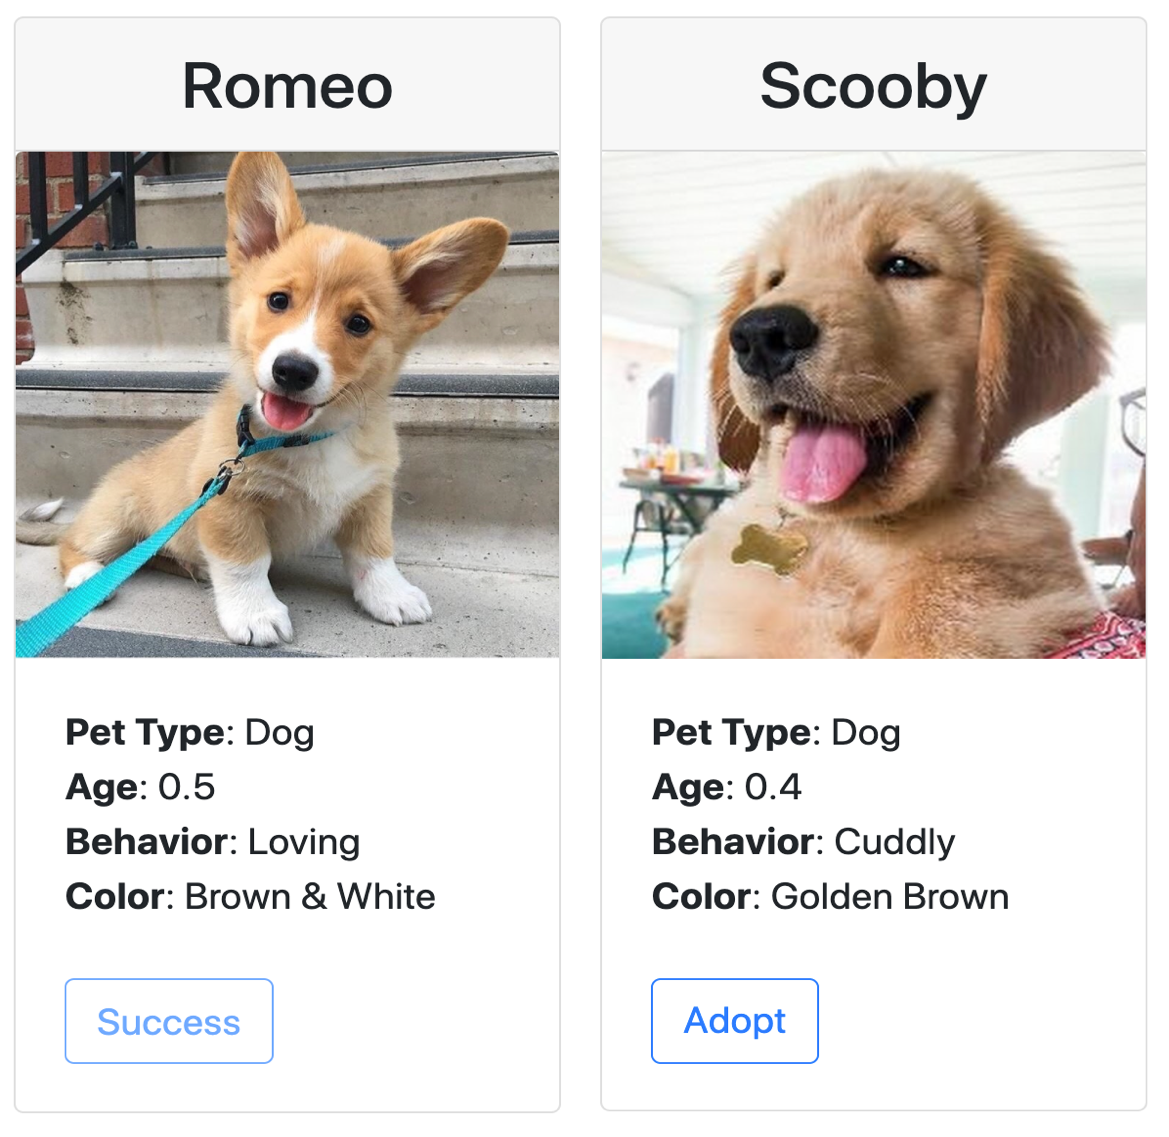 Romeo
Pet Type: Dog
Age: 0.5
Behavior: Loving
Color: Brown & White
Success
Scooby
Pet Type: Dog
Age: 0.4
Behavior: Cuddly
Color: Golden Brown
Adopt